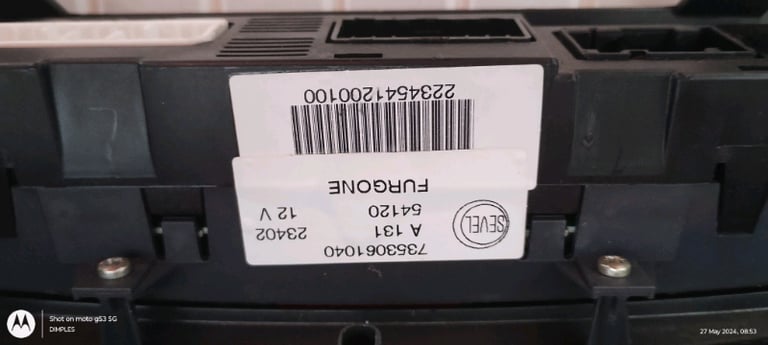 7353061040
SEVEL
A 131 23402
54120 12 V
FURGONE
2234541200100
Shot on moto g53 5G
DIMPLES
27 May 2024, 08:53